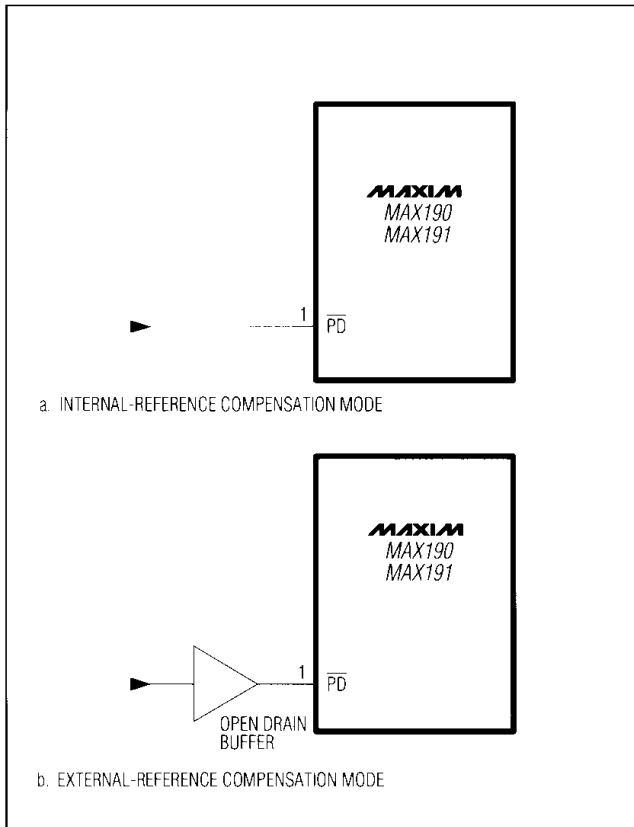 MAXIM
MAX190
MAX191
1
PD
a. INTERNAL-REFERENCE COMPENSATION MODE
MAXIM
MAX190
MAX191
1
PD
OPEN DRAIN
BUFFER
b. EXTERNAL-REFERENCE COMPENSATION MODE